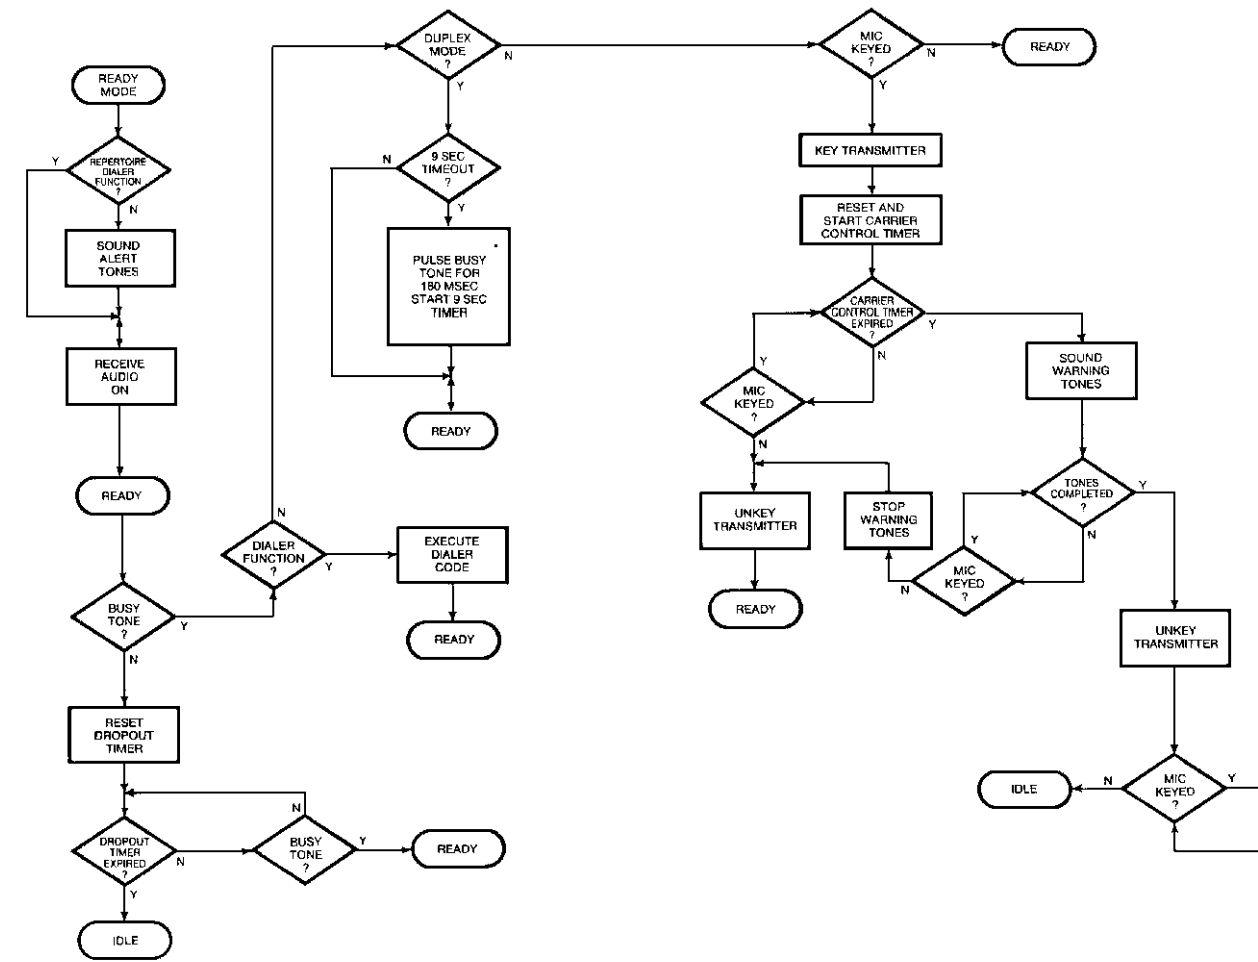 READY
MODE
REPERTOIRE
DIALER
FUNCTION
?
Y
N
SOUND
ALERT
TONES
RECEIVE
AUDIO
ON
READY
BUSY
TONE
?
Y
N
RESET
DROPOUT
TIMER
DROPOUT
TIMER
EXPIRED
?
N
Y
IDLE
BUSY
TONE
?
N
Y
READY
DIALER
FUNCTION
?
N
Y
EXECUTE
DIALER
CODE
READY
DUPLEX
MODE
?
N
Y
9 SEC
TIMEOUT
?
N
Y
PULSE BUSY
TONE FOR
180 MSEC
START 9 SEC
TIMER
READY
MIC
KEYED
?
N
Y
READY
KEY TRANSMITTER
RESET AND
START CARRIER
CONTROL TIMER
CARRIER
CONTROL TIMER
EXPIRED
?
Y
N
MIC
KEYED
?
Y
N
UNKEY
TRANSMITTER
READY
SOUND
WARNING
TONES
TONES
COMPLETED
?
Y
N
MIC
KEYED
?
Y
N
STOP
WARNING
TONES
UNKEY
TRANSMITTER
MIC
KEYED
?
N
Y
IDLE